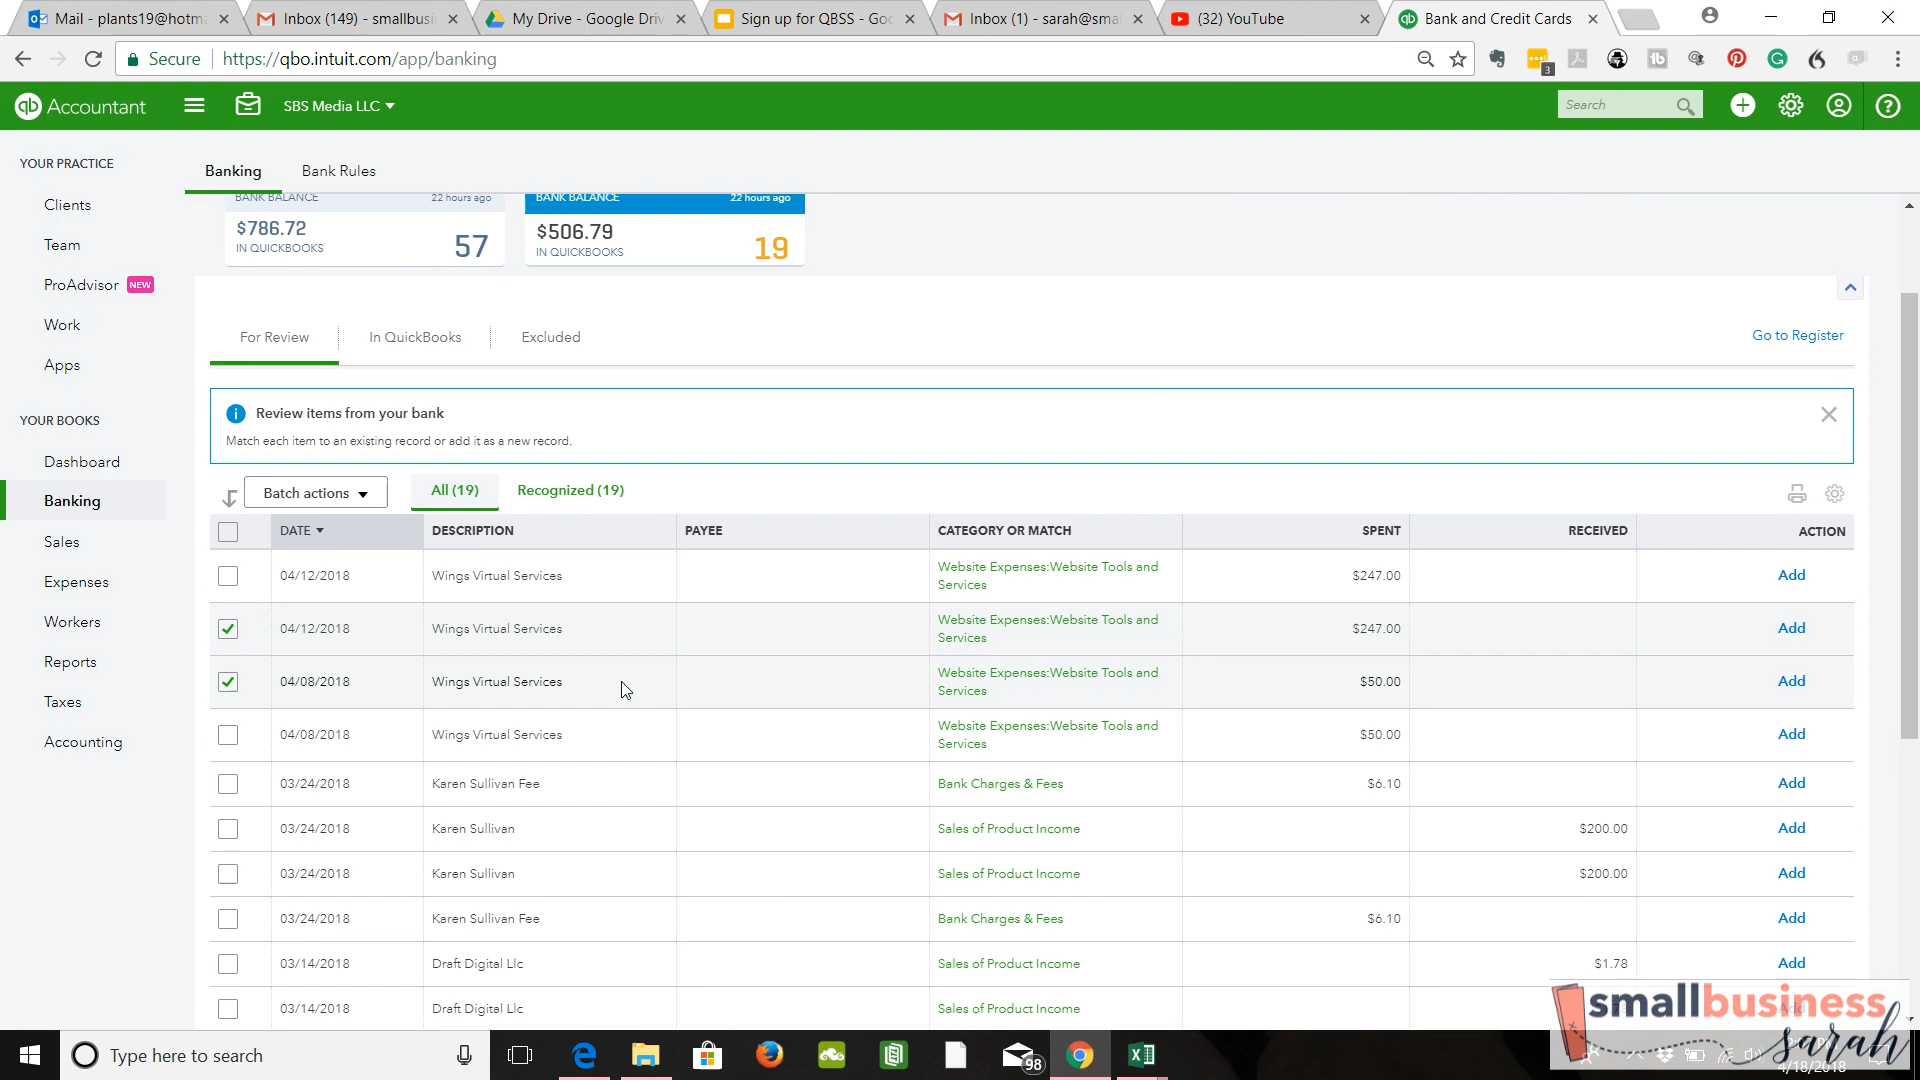 Mail - plants19@hotma
Inbox (149) - smallbusi
My Drive - Google Driv
Sign up for QBSS - Goo
Inbox (1) - sarah@smal
(32) YouTube
Bank and Credit Cards
Secure
https://qbo.intuit.com/app/banking
3
qb Accountant
SBS Media LLC
Search
YOUR PRACTICE
Clients
Team
ProAdvisor NEW
Work
Apps
YOUR BOOKS
Dashboard
Banking
Sales
Expenses
Workers
Reports
Taxes
Accounting
Banking
Bank Rules
BANK BALANCE 22 hours ago
$786.72
IN QUICKBOOKS
57
BANK BALANCE 22 hours ago
$506.79
IN QUICKBOOKS
19
For Review
In QuickBooks
Excluded
Go to Register
Review items from your bank
Match each item to an existing record or add it as a new record.
Batch actions
All (19)
Recognized (19)
DATE DESCRIPTION PAYEE CATEGORY OR MATCH SPENT RECEIVED ACTION
04/12/2018 Wings Virtual Services Website Expenses:Website Tools and Services $247.00 Add
04/12/2018 Wings Virtual Services Website Expenses:Website Tools and Services $247.00 Add
04/08/2018 Wings Virtual Services Website Expenses:Website Tools and Services $50.00 Add
04/08/2018 Wings Virtual Services Website Expenses:Website Tools and Services $50.00 Add
03/24/2018 Karen Sullivan Fee Bank Charges & Fees $6.10 Add
03/24/2018 Karen Sullivan Sales of Product Income $200.00 Add
03/24/2018 Karen Sullivan Sales of Product Income $200.00 Add
03/24/2018 Karen Sullivan Fee Bank Charges & Fees $6.10 Add
03/14/2018 Draft Digital Llc Sales of Product Income $1.78 Add
03/14/2018 Draft Digital Llc Sales of Product Income
smallbusiness
sarah
Type here to search
98
4/18/2018